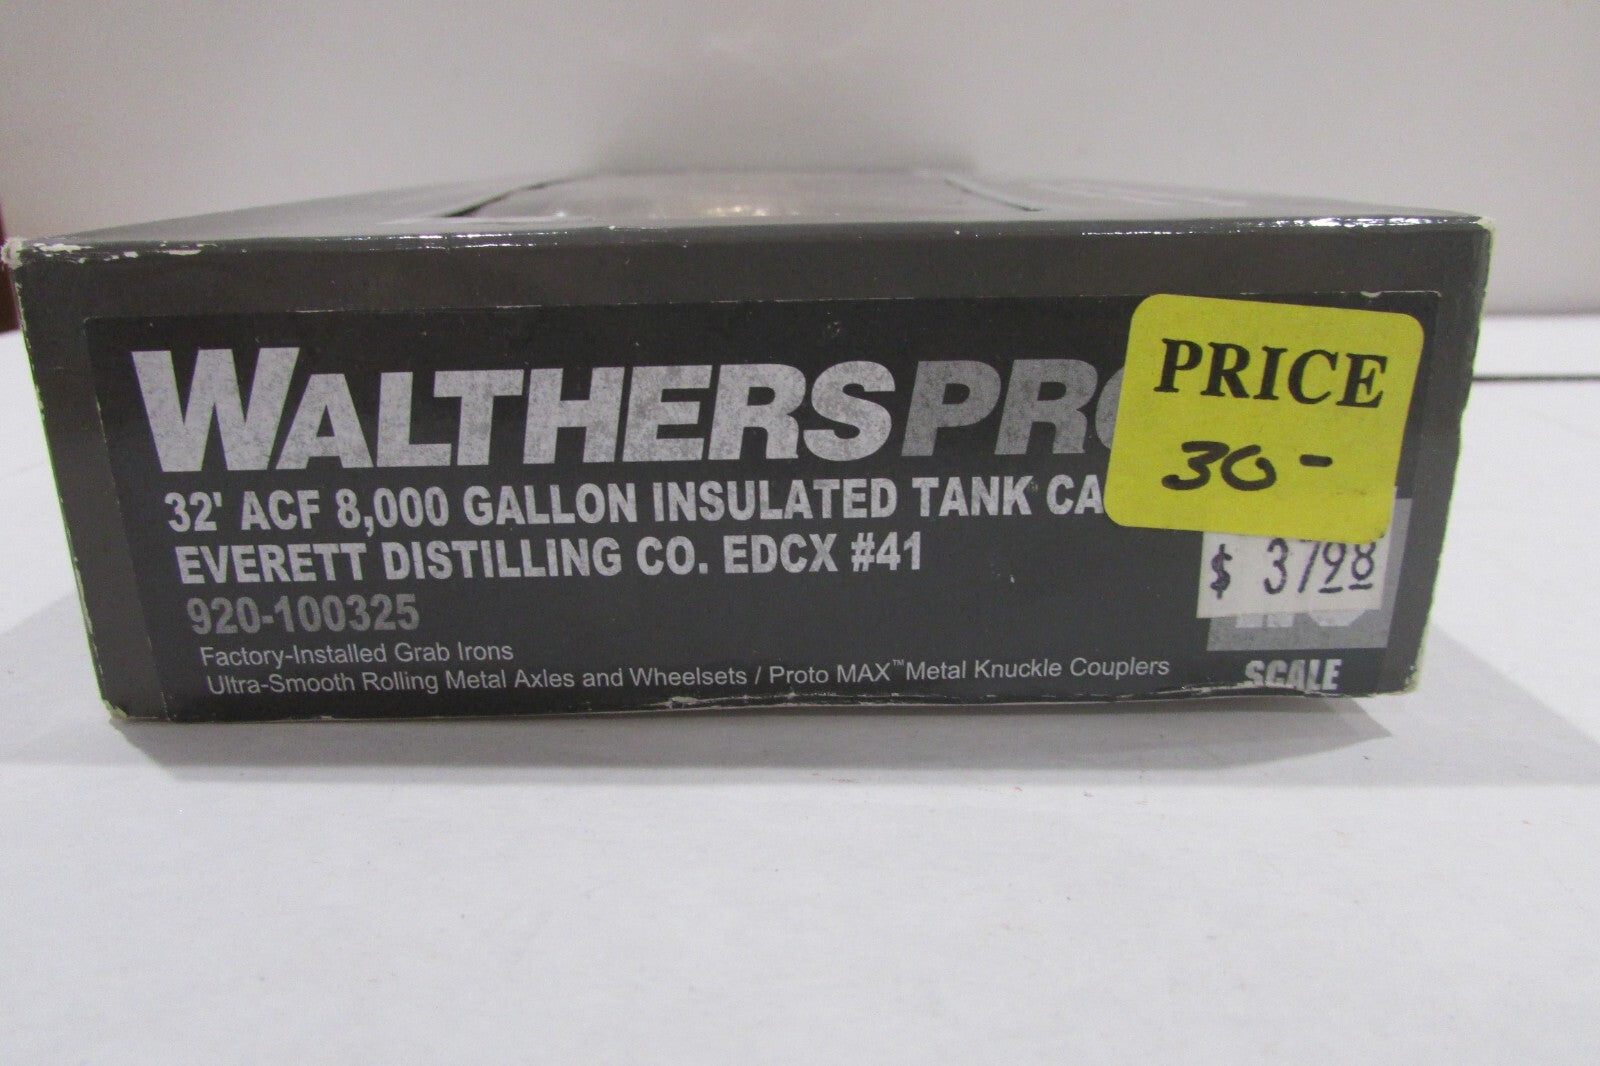 WALTHERSPRO
PRICE
30-
32' ACF 8,000 GALLON INSULATED TANK CA
EVERETT DISTILLING CO. EDCX #41
$ 3798
920-100325
Factory-Installed Grab Irons
Ultra-Smooth Rolling Metal Axles and Wheelsets / Proto MAX™ Metal Knuckle Couplers
SCALE